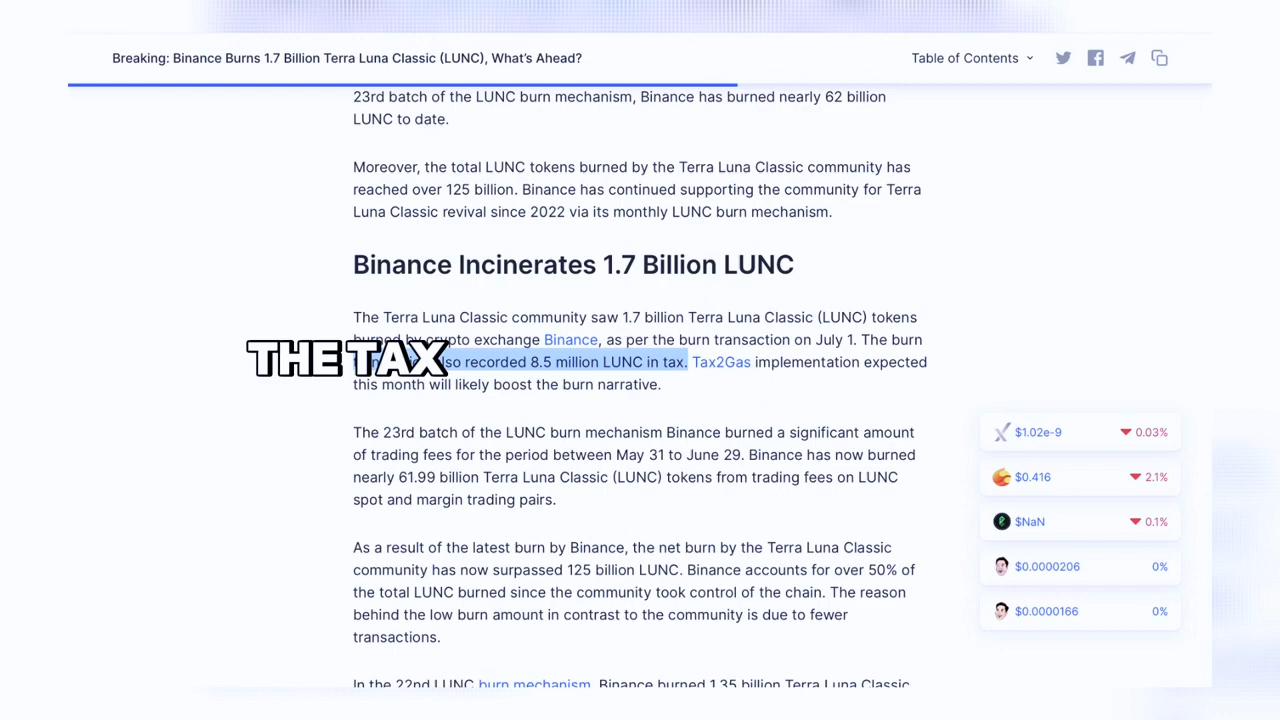 Breaking: Binance Burns 1.7 Billion Terra Luna Classic (LUNC), What's Ahead?
Table of Contents
23rd batch of the LUNC burn mechanism, Binance has burned nearly 62 billion
LUNC to date.
Moreover, the total LUNC tokens burned by the Terra Luna Classic community has
reached over 125 billion. Binance has continued supporting the community for Terra
Luna Classic revival since 2022 via its monthly LUNC burn mechanism.
Binance Incinerates 1.7 Billion LUNC
The Terra Luna Classic community saw 1.7 billion Terra Luna Classic (LUNC) tokens
burned by crypto exchange Binance, as per the burn transaction on July 1. The burn
THE TAX
also recorded 8.5 million LUNC in tax. Tax2Gas implementation expected
this month will likely boost the burn narrative.
The 23rd batch of the LUNC burn mechanism Binance burned a significant amount
of trading fees for the period between May 31 to June 29. Binance has now burned
nearly 61.99 billion Terra Luna Classic (LUNC) tokens from trading fees on LUNC
spot and margin trading pairs.
As a result of the latest burn by Binance, the net burn by the Terra Luna Classic
community has now surpassed 125 billion LUNC. Binance accounts for over 50% of
the total LUNC burned since the community took control of the chain. The reason
behind the low burn amount in contrast to the community is due to fewer
transactions.
In the 22nd LUNC burn mechanism, Binance burned 1.35 billion Terra Luna Classic
$1.02e-9 0.03%
$0.416 2.1%
$NaN 0.1%
$0.0000206 0%
$0.0000166 0%